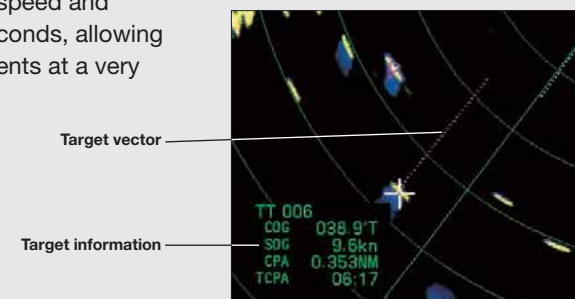 speed and
conds, allowing
ents at a very
Target vector
Target information
TT 006
COG 038.9°T
SOG 9.6kn
CPA 0.353NM
TCPA 06:17